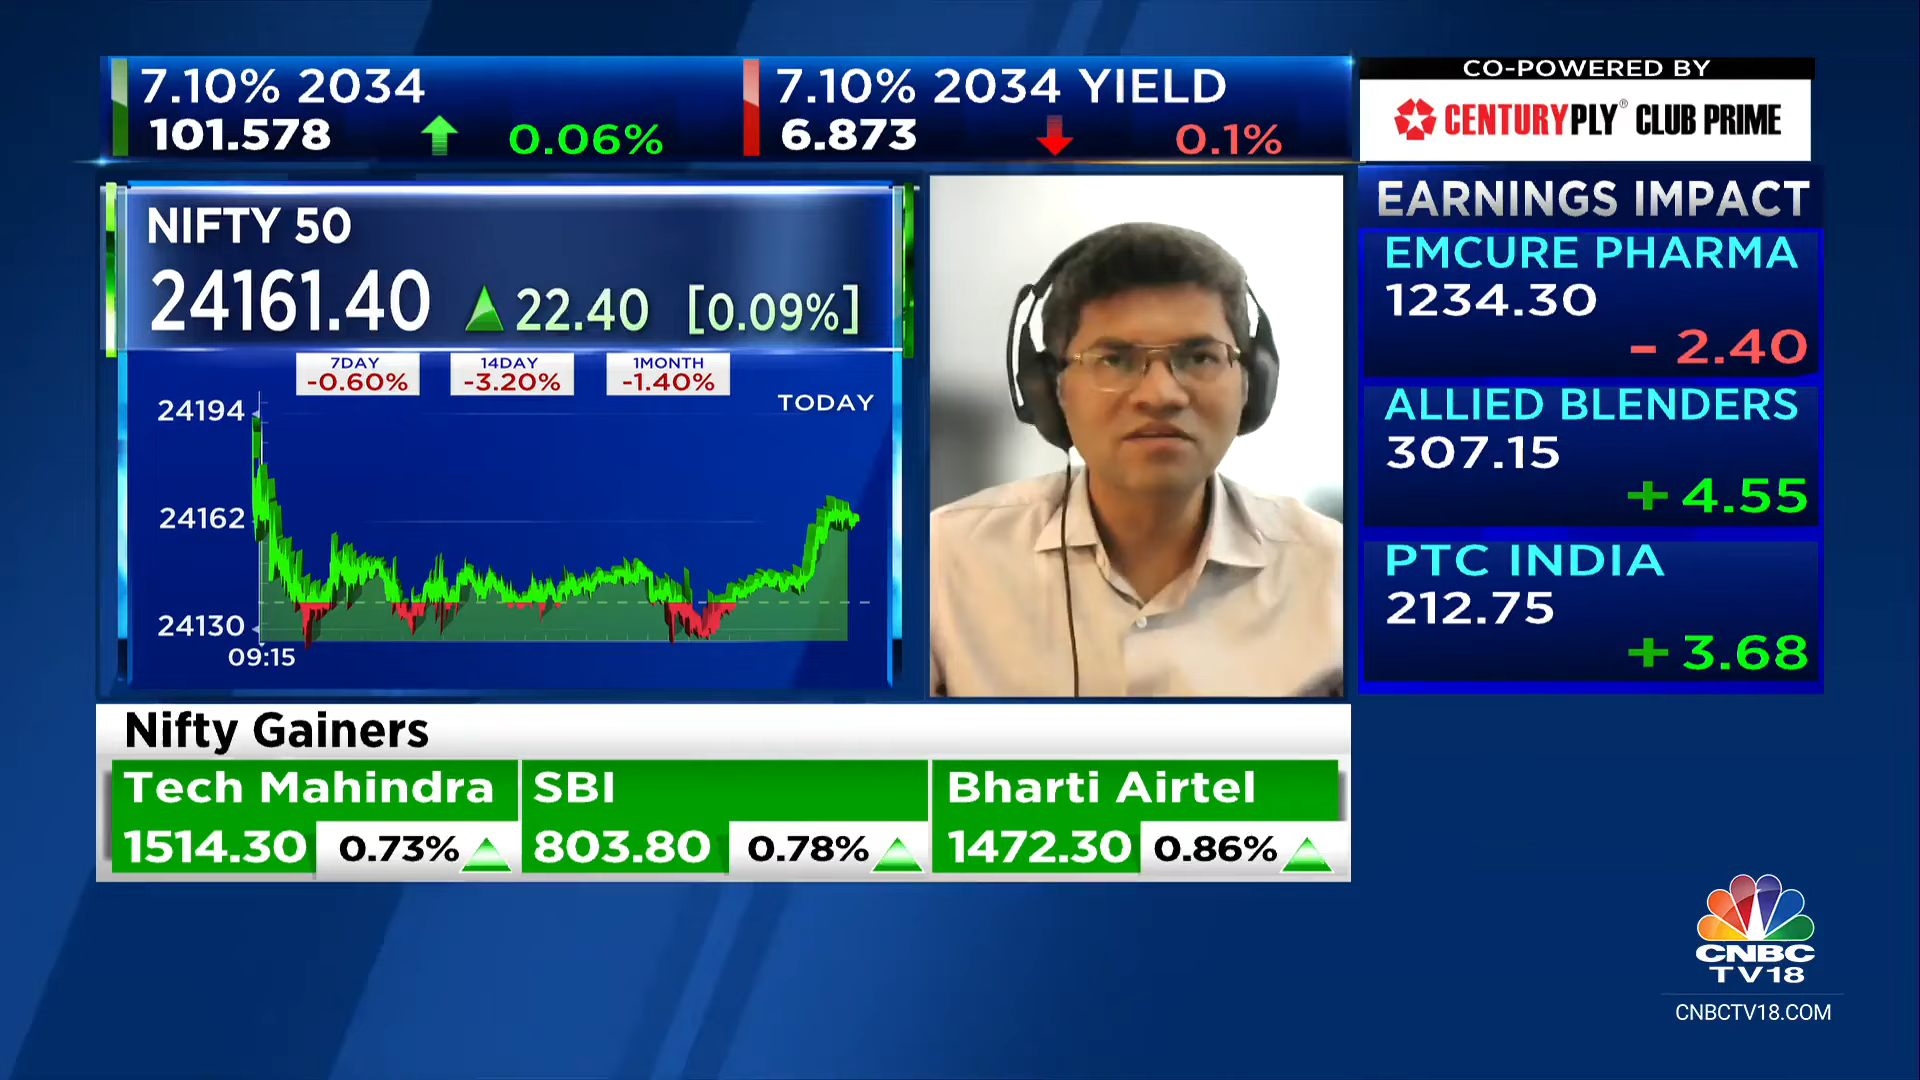 7.10% 2034
101.578 0.06%
7.10% 2034 YIELD
6.873 0.1%
CO-POWERED BY
CENTURYPLY® CLUB PRIME
NIFTY 50
24161.40 22.40 [0.09%]
7DAY
-0.60%
14DAY
-3.20%
1MONTH
-1.40%
TODAY
24194
24162
24130
09:15
EARNINGS IMPACT
EMCURE PHARMA
1234.30
- 2.40
ALLIED BLENDERS
307.15
+ 4.55
PTC INDIA
212.75
+ 3.68
Nifty Gainers
Tech Mahindra
1514.30 0.73%
SBI
803.80 0.78%
Bharti Airtel
1472.30 0.86%
CNBC
TV18
CNBCTV18.COM